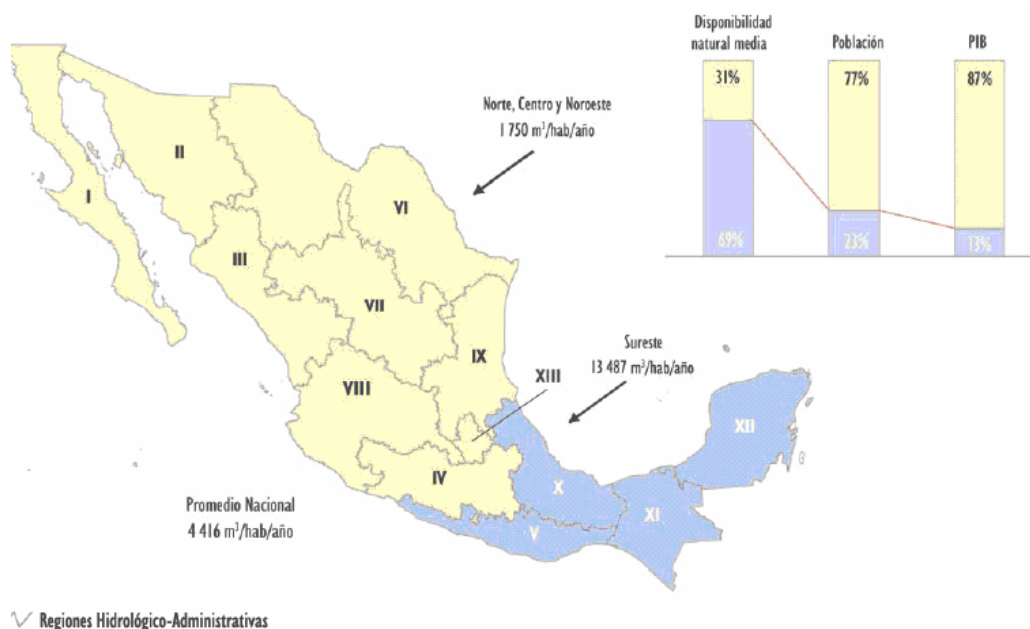 Disponibilidad
natural media
Población
PIB
31%
77%
87%
69%
23%
13%
Norte, Centro y Noroeste
1 750 m³/hab/año
II
I
VI
III
VII
IX
Sureste
13 487 m³/hab/año
XIII
VIII
XII
IV
X
XI
V
Promedio Nacional
4 416 m³/hab/año
Regiones Hidrológico-Administrativas